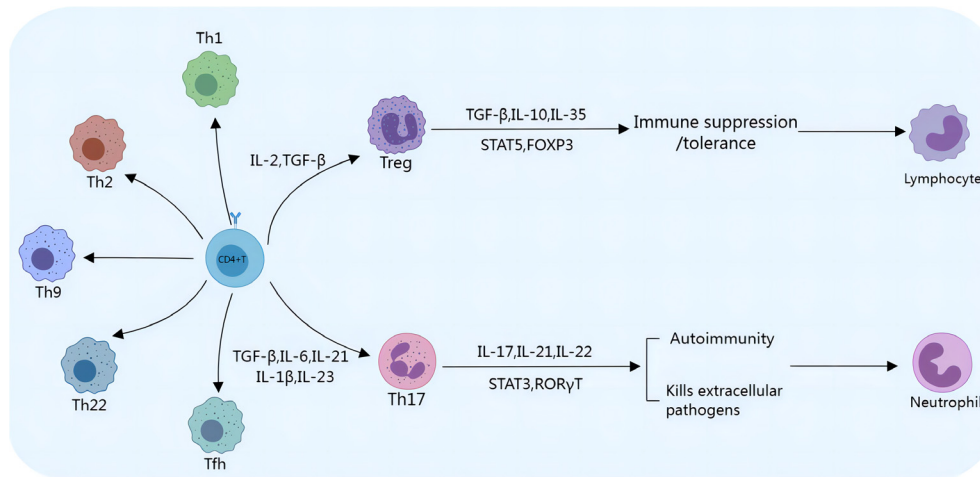 Th1
Th2
Th9
Th22
Tfh
CD4+T
IL-2,TGF-β
Treg
TGF-β,IL-10,IL-35
STAT5,FOXP3
Immune suppression
/tolerance
Lymphocyte
TGF-β,IL-6,IL-21
IL-1β,IL-23
Th17
IL-17,IL-21,IL-22
STAT3,RORγT
Autoimmunity
Kills extracellular
pathogens
Neutrophil